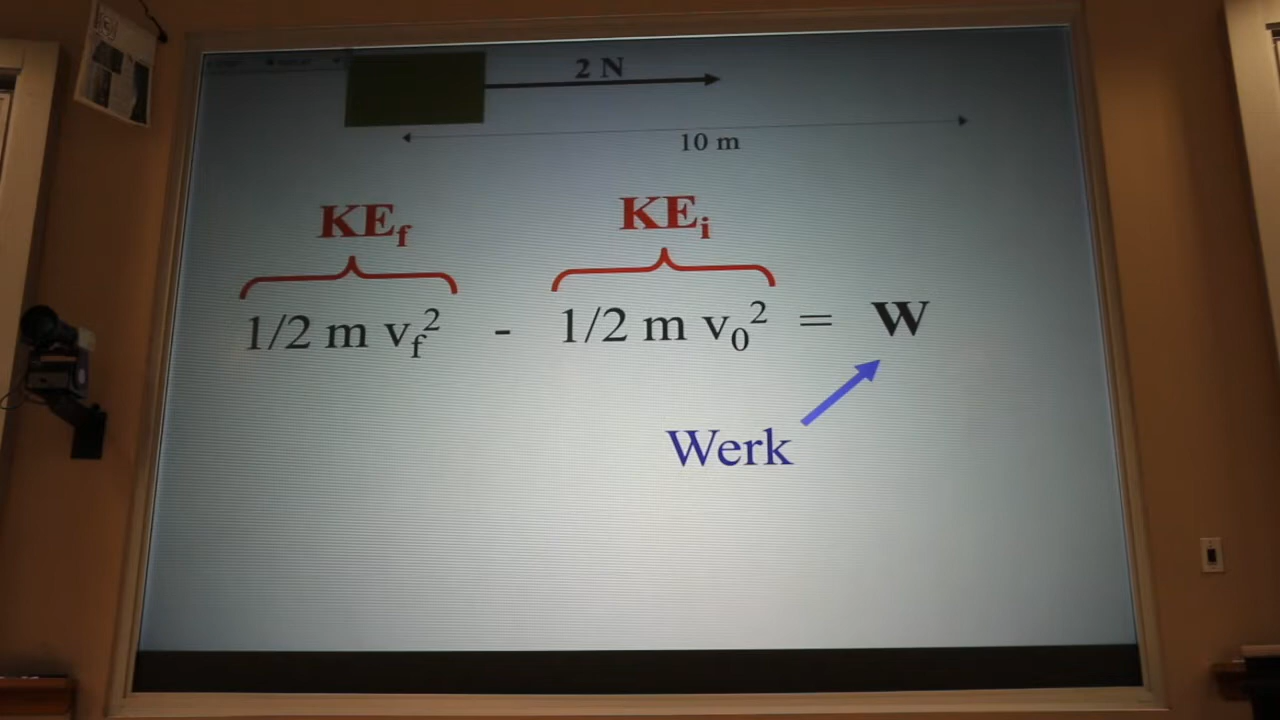 2 N
10 m
KEf KEi
1/2 m vf² - 1/2 m v0² = W
Werk